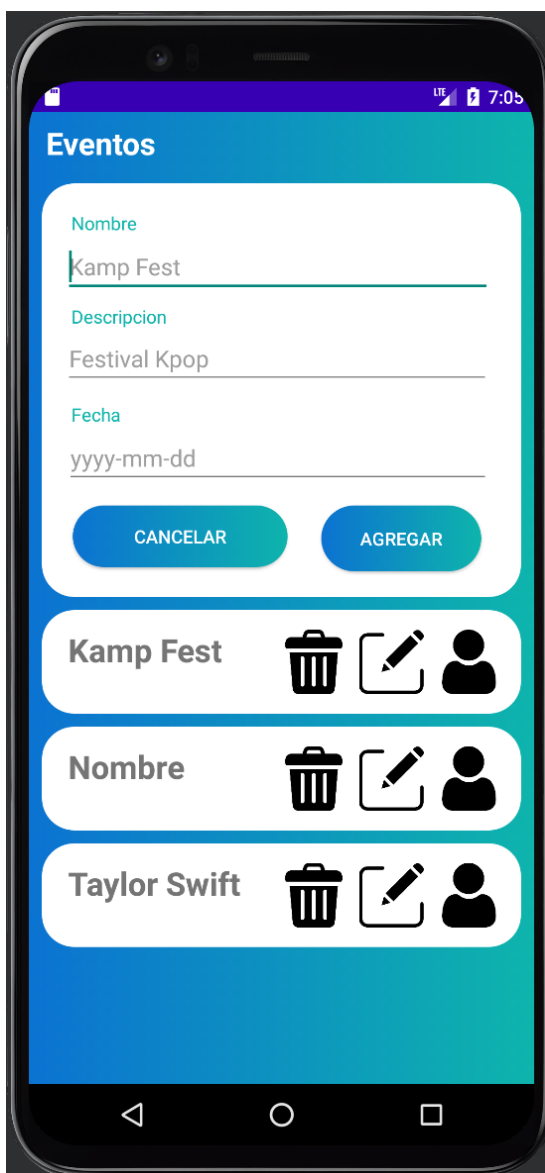 LTE 7:05
Eventos
Nombre
Kamp Fest
Descripcion
Festival Kpop
Fecha
yyyy-mm-dd
CANCELAR AGREGAR
Kamp Fest
Nombre
Taylor Swift